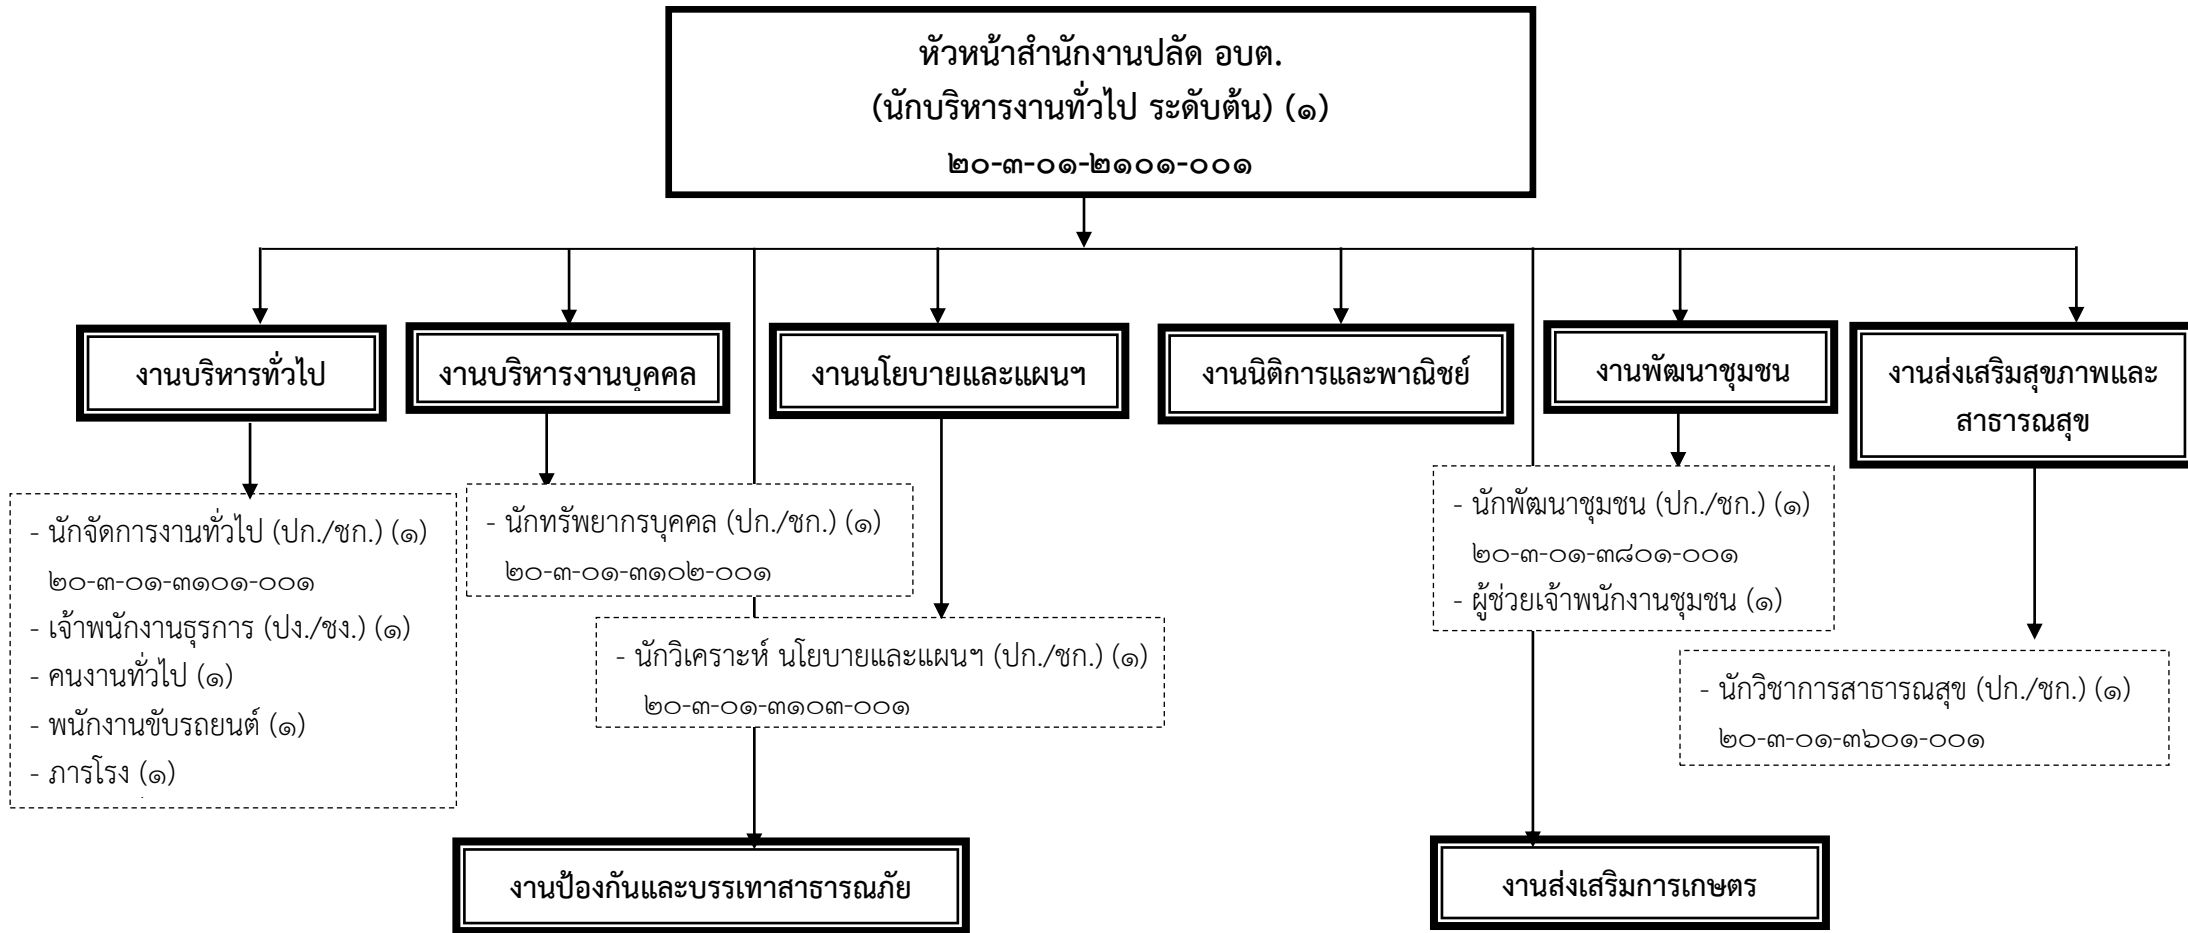 หัวหน้าสำนักงานปลัด อบต.
(นักบริหารงานทั่วไป ระดับต้น) (๑)
๒๐-๓-๐๑-๒๑๐๑-๐๐๑
งานบริหารทั่วไป
งานบริหารงานบุคคล
งานนโยบายและแผนฯ
งานนิติการและพาณิชย์
งานพัฒนาชุมชน
งานส่งเสริมสุขภาพและ
สาธารณสุข
- นักจัดการงานทั่วไป (ปก./ชก.) (๑)
๒๐-๓-๐๑-๓๑๐๑-๐๐๑
- เจ้าพนักงานธุรการ (ปง./ชง.) (๑)
- คนงานทั่วไป (๑)
- พนักงานขับรถยนต์ (๑)
- ภารโรง (๑)
- นักทรัพยากรบุคคล (ปก./ชก.) (๑)
๒๐-๓-๐๑-๓๑๐๒-๐๐๑
- นักวิเคราะห์ นโยบายและแผนฯ (ปก./ชก.) (๑)
๒๐-๓-๐๑-๓๑๐๓-๐๐๑
- นักพัฒนาชุมชน (ปก./ชก.) (๑)
๒๐-๓-๐๑-๓๘๐๑-๐๐๑
- ผู้ช่วยเจ้าพนักงานชุมชน (๑)
- นักวิชาการสาธารณสุข (ปก./ชก.) (๑)
๒๐-๓-๐๑-๓๖๐๑-๐๐๑
งานป้องกันและบรรเทาสาธารณภัย
งานส่งเสริมการเกษตร